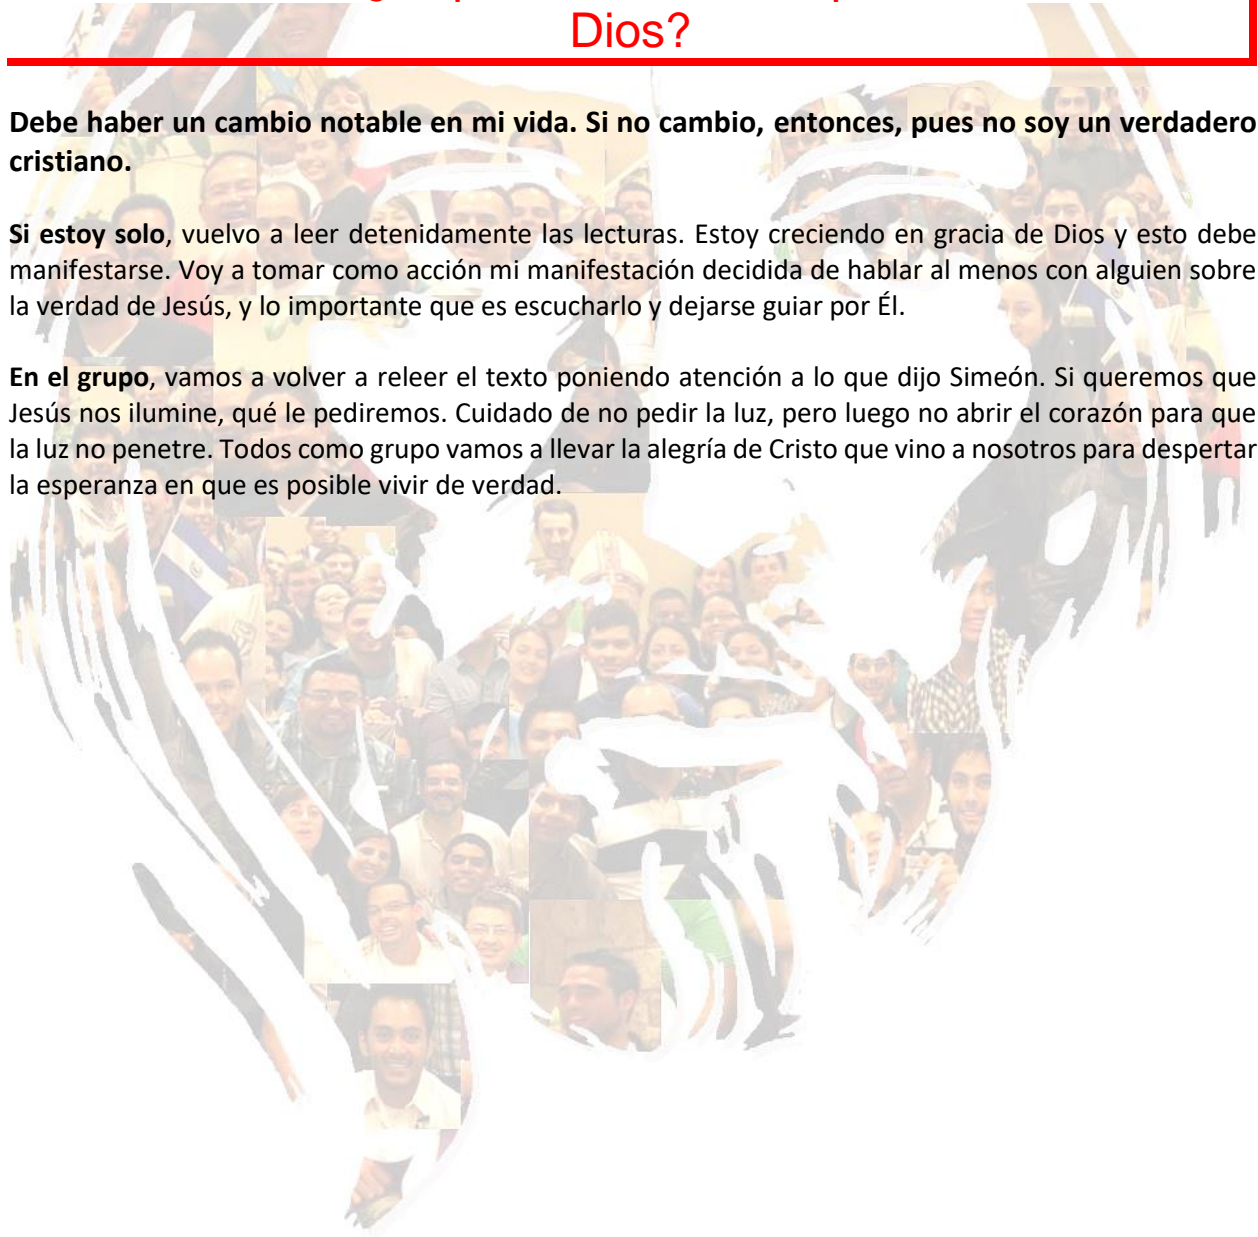 Dios?
Debe haber un cambio notable en mi vida. Si no cambio, entonces, pues no soy un verdadero
cristiano.
Si estoy solo, vuelvo a leer detenidamente las lecturas. Estoy creciendo en gracia de Dios y esto debe
manifestarse. Voy a tomar como acción mi manifestación decidida de hablar al menos con alguien sobre
la verdad de Jesús, y lo importante que es escucharlo y dejarse guiar por Él.
En el grupo, vamos a volver a releer el texto poniendo atención a lo que dijo Simeón. Si queremos que
Jesús nos ilumine, qué le pediremos. Cuidado de no pedir la luz, pero luego no abrir el corazón para que
la luz no penetre. Todos como grupo vamos a llevar la alegría de Cristo que vino a nosotros para despertar
la esperanza en que es posible vivir de verdad.